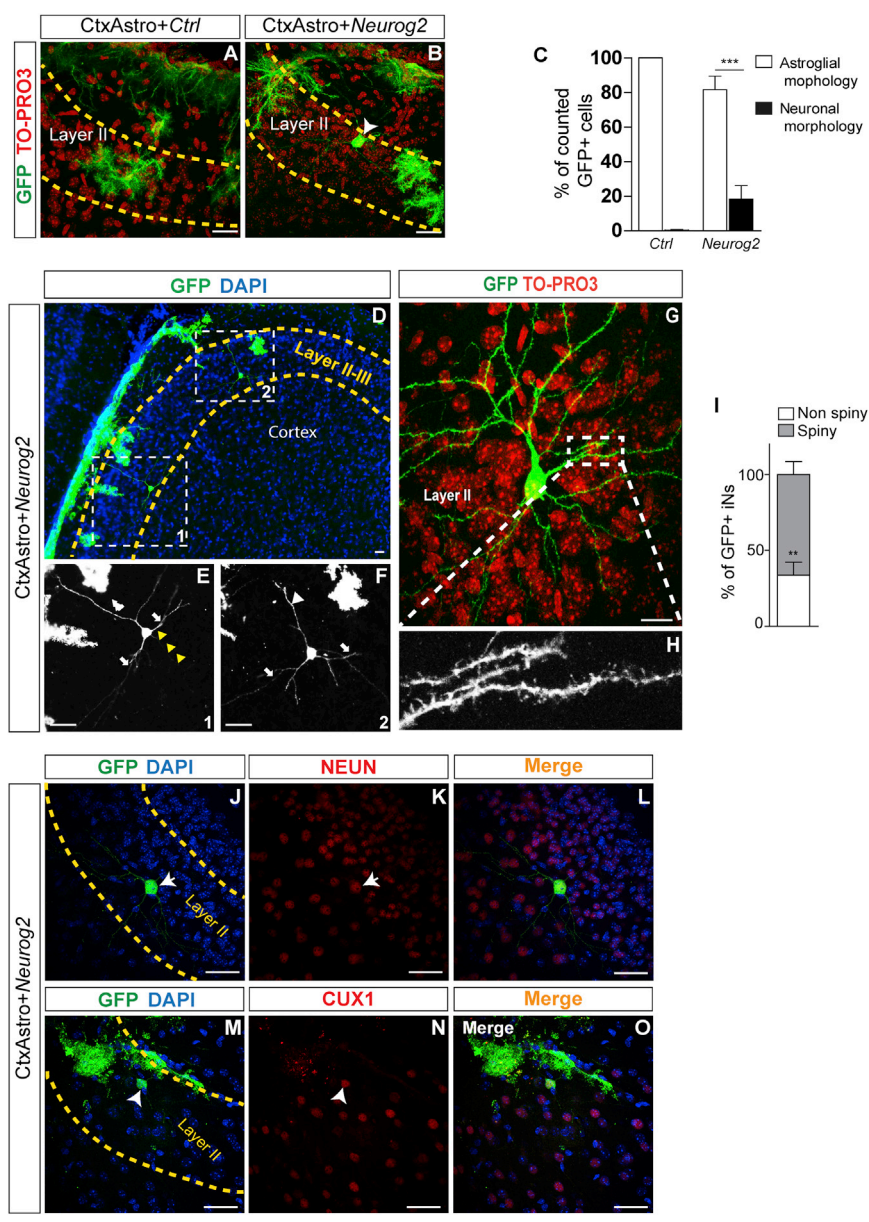 CtxAstro+Ctrl
CtxAstro+Neurog2
GFP TO-PRO3
A
Layer II
B
Layer II
C
% of counted
GFP+ cells
100
80
60
40
20
0
***
Ctrl
Neurog2
Astroglial
mophology
Neuronal
morphology
CtxAstro+Neurog2
GFP DAPI
D
Layer II-III
2
Cortex
1
E
1
F
2
GFP TO-PRO3
G
Layer II
H
I
Non spiny
Spiny
% of GFP+ iNs
100
50
0
**
CtxAstro+Neurog2
GFP DAPI
NEUN
Merge
J
Layer II
K
L
GFP DAPI
CUX1
Merge
M
Layer II
N
Merge
O